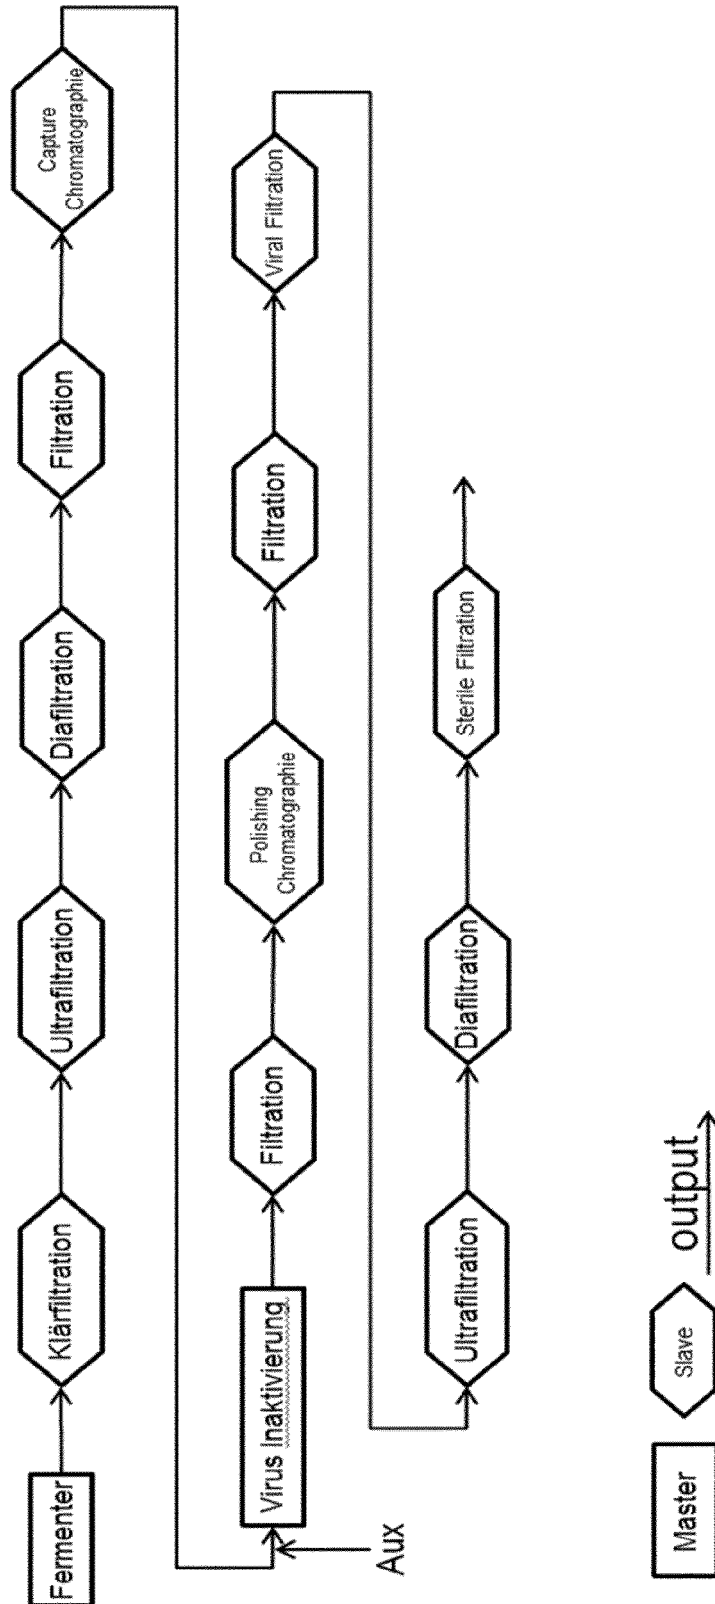 Fermenter
Klärfiltration
Ultrafiltration
Diafiltration
Filtration
Capture
Chromatographie
Virus Inaktivierung
Aux
Filtration
Polishing
Chromatographie
Filtration
Viral Filtration
Ultrafiltration
Diafiltration
Sterile Filtration
Master
Slave
output